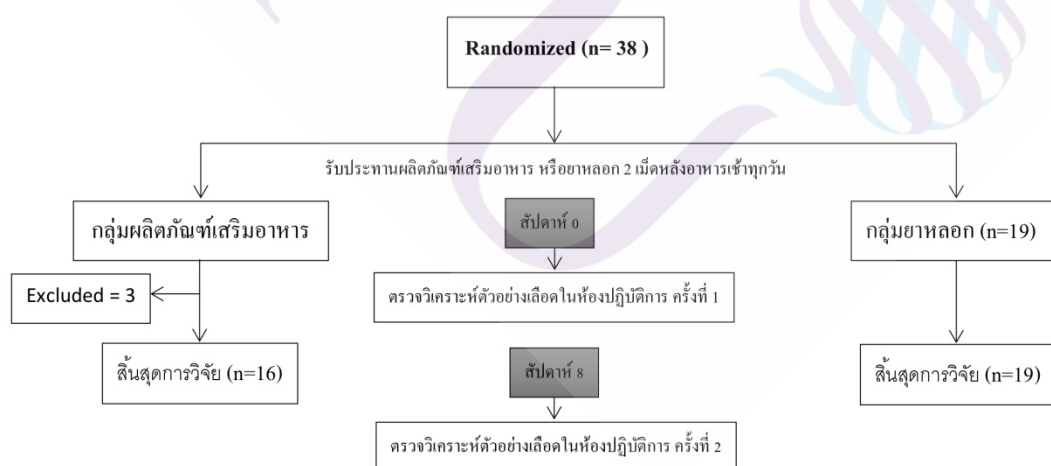 Randomized (n= 38 )
รับประทานผลิตภัณฑ์เสริมอาหาร หรือยาหลอก 2 เม็ดหลังอาหารเช้าทุกวัน
กลุ่มผลิตภัณฑ์เสริมอาหาร
สัปดาห์ 0
กลุ่มยาหลอก (n=19)
Excluded = 3
ตรวจวิเคราะห์ตัวอย่างเลือดในห้องปฏิบัติการ ครั้งที่ 1
สิ้นสุดการวิจัย (n=16)
สัปดาห์ 8
สิ้นสุดการวิจัย (n=19)
ตรวจวิเคราะห์ตัวอย่างเลือดในห้องปฏิบัติการ ครั้งที่ 2